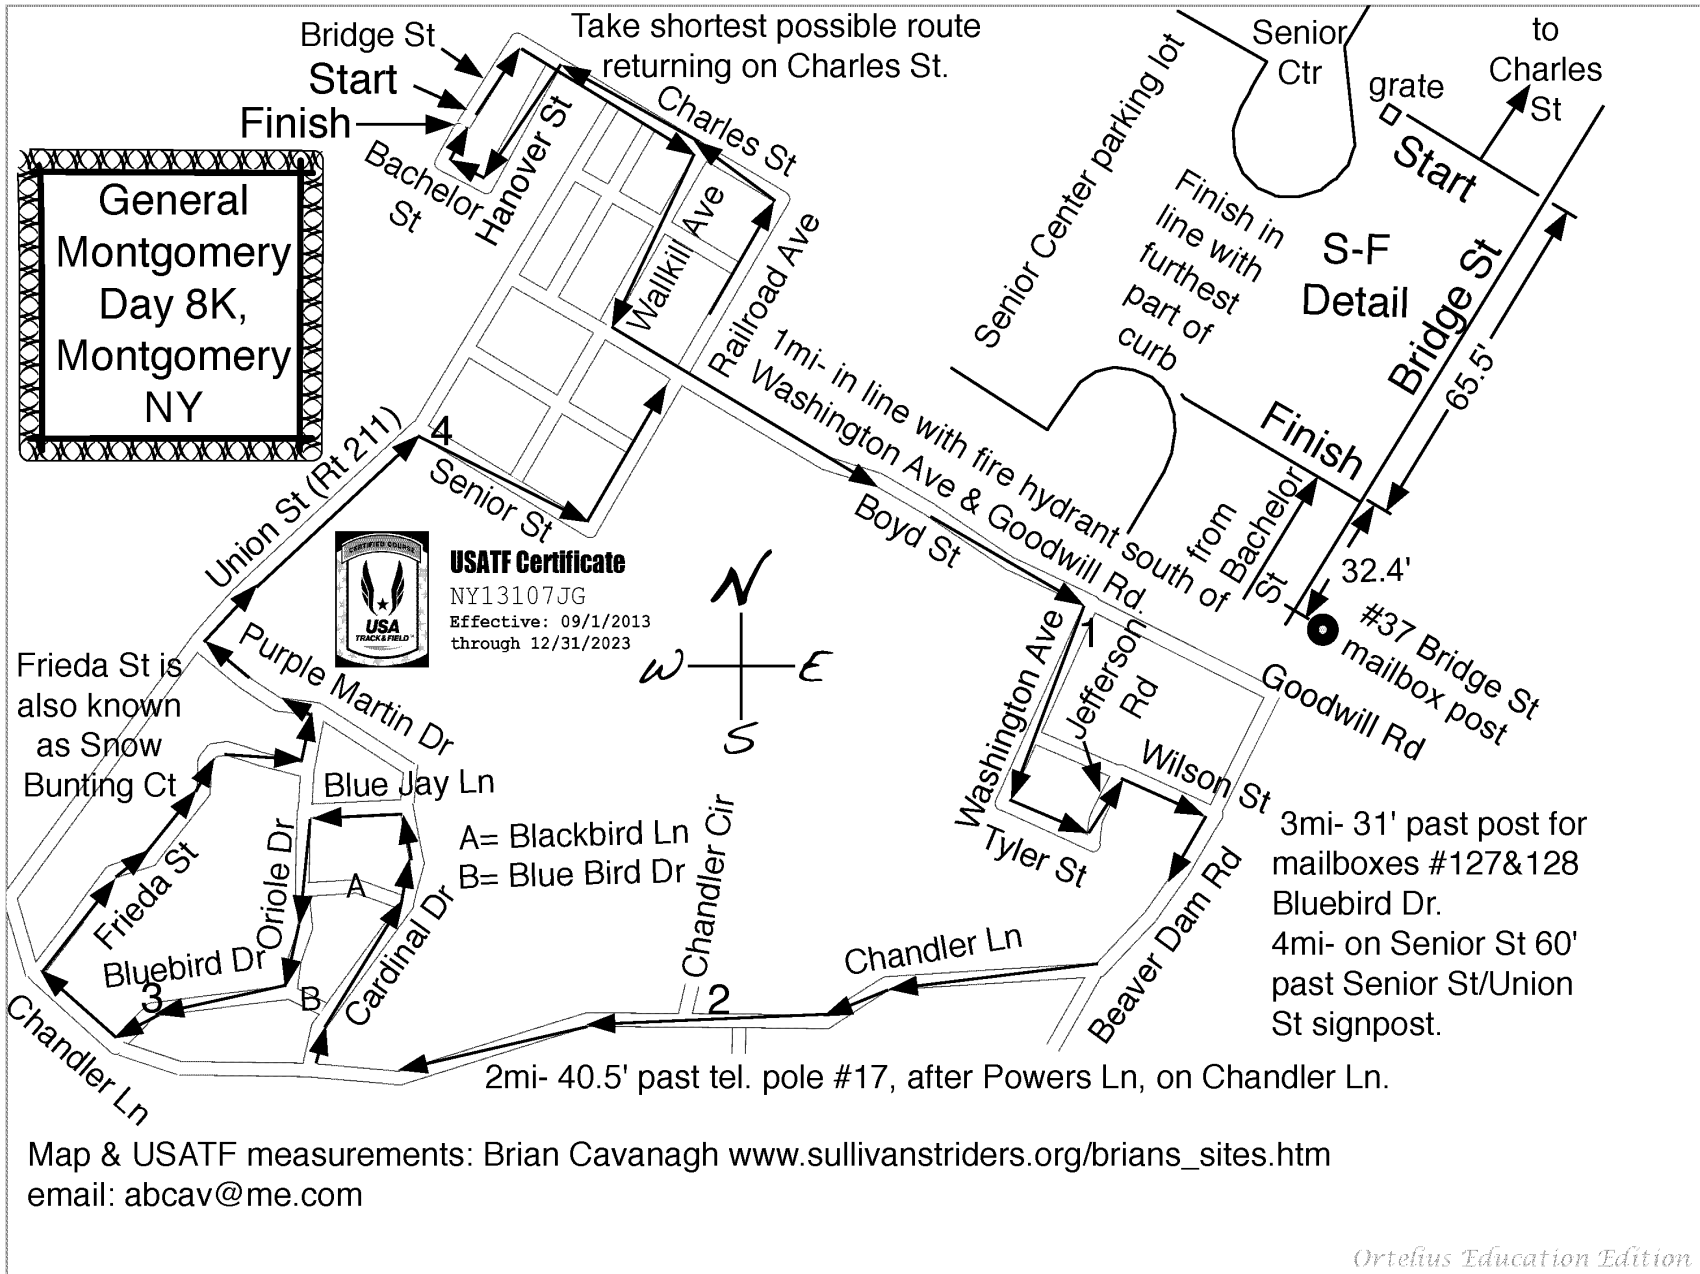 Bridge St
Start
Finish
Take shortest possible route
returning on Charles St.
Charles St
Hanover St
Bachelor
St
Wallkill Ave
Railroad Ave
General
Montgomery
Day 8K,
Montgomery
NY
Senior
Ctr
to
Charles
St
grate
Start
Senior Center parking lot
Finish in
line with
furthest
part of
curb
S-F
Detail
Bridge St
65.5'
Finish
from
Bachelor
St
32.4'
#37 Bridge St
mailbox post
1mi- in line with fire hydrant south of
Washington Ave & Goodwill Rd.
Union St (Rt 211)
4
Senior St
Boyd St
CERTIFIED COURSE
USA
TRACK & FIELD
USATF Certificate
NY13107JG
Effective: 09/1/2013
through 12/31/2023
N
W
E
S
Purple Martin Dr
Frieda St is
also known
as Snow
Bunting Ct
Blue Jay Ln
A= Blackbird Ln
B= Blue Bird Dr
Washington Ave
1
Jefferson
Rd
Goodwill Rd
Wilson St
Tyler St
Chandler Cir
Frieda St
Oriole Dr
A
Cardinal Dr
Bluebird Dr
3
B
Chandler Ln
2
Chandler Ln
Beaver Dam Rd
3mi- 31' past post for
mailboxes #127&128
Bluebird Dr.
4mi- on Senior St 60'
past Senior St/Union
St signpost.
2mi- 40.5' past tel. pole #17, after Powers Ln, on Chandler Ln.
Map & USATF measurements: Brian Cavanagh www.sullivanstriders.org/brians_sites.htm
email: abcav@me.com
Ortelius Education Edition